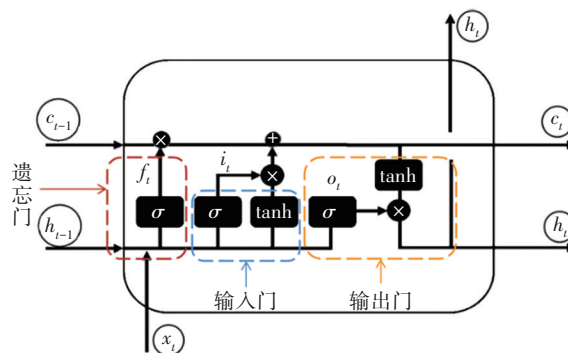 h_t
c_{t-1}
c_t
遗忘门
f_t
i_t
o_t
tanh
σ
σ
tanh
σ
h_{t-1}
h_t
输入门
输出门
x_t